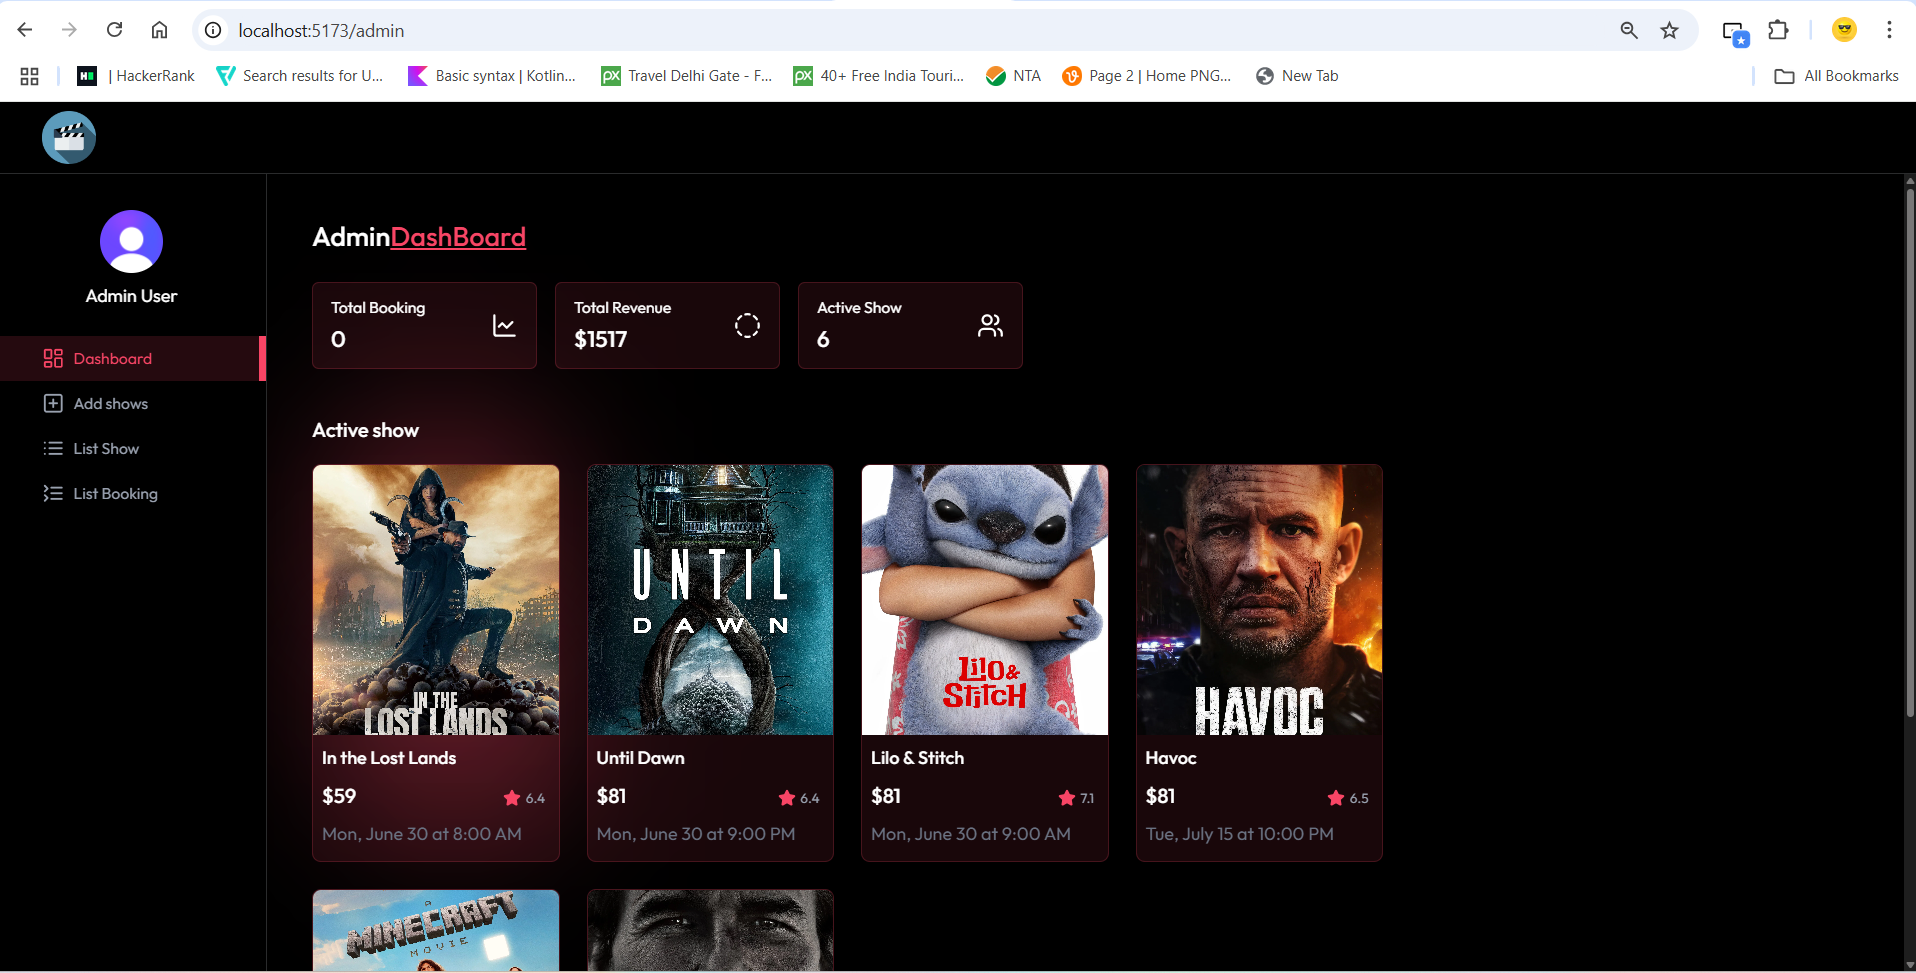 localhost:5173/admin
| HackerRank
Search results for U...
Basic syntax | Kotlin...
Travel Delhi Gate - F...
40+ Free India Touri...
NTA
Page 2 | Home PNG...
New Tab
All Bookmarks
Admin User
Dashboard
Add shows
List Show
List Booking
AdminDashBoard
Total Booking
0
Total Revenue
$1517
Active Show
6
Active show
IN THE
LOST LANDS
In the Lost Lands
$59
6.4
Mon, June 30 at 8:00 AM
UNTIL
DAWN
Until Dawn
$81
6.4
Mon, June 30 at 9:00 PM
Lilo &
Stitch
Lilo & Stitch
$81
7.1
Mon, June 30 at 9:00 AM
HAVOC
Havoc
$81
6.5
Tue, July 15 at 10:00 PM
A
MINECRAFT
MOVIE